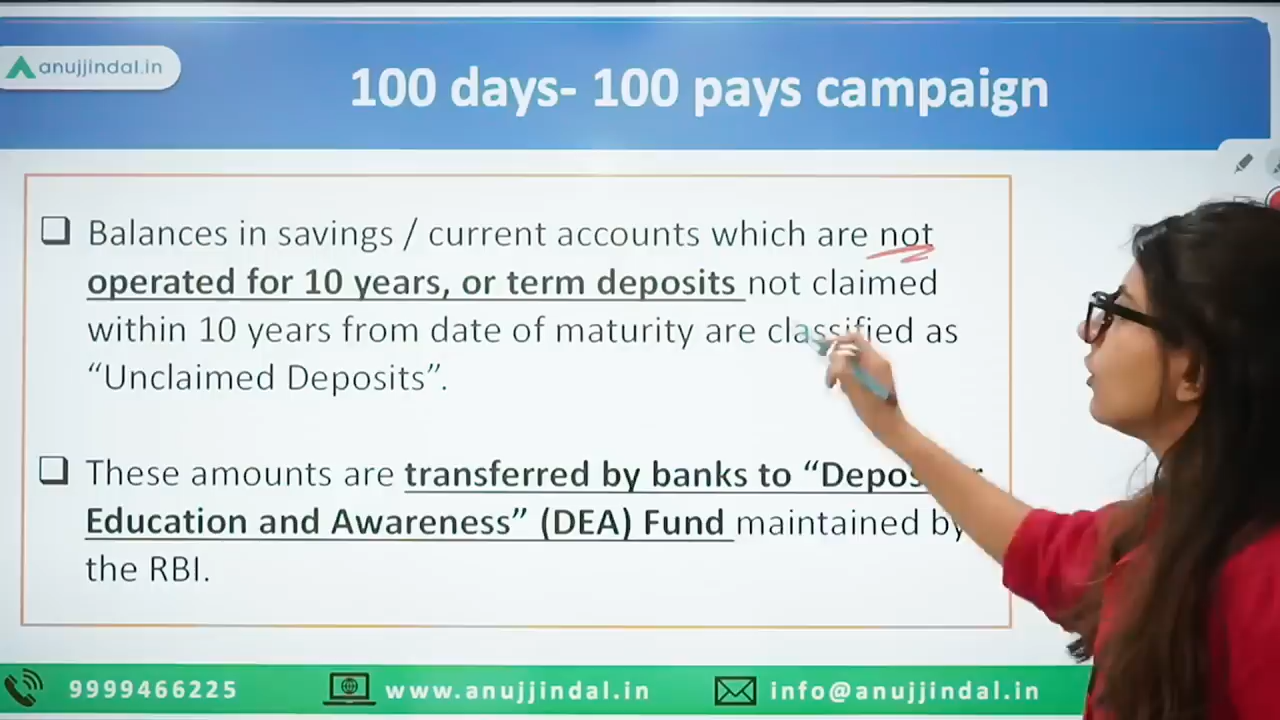 anujjindal.in
100 days- 100 pays campaign
Balances in savings / current accounts which are not
operated for 10 years, or term deposits not claimed
within 10 years from date of maturity are classified as
“Unclaimed Deposits”.
These amounts are transferred by banks to
Education and Awareness” (DEA) Fund maintained by
the RBI.
9999466225
www.anujjindal.in
info@anujjindal.in